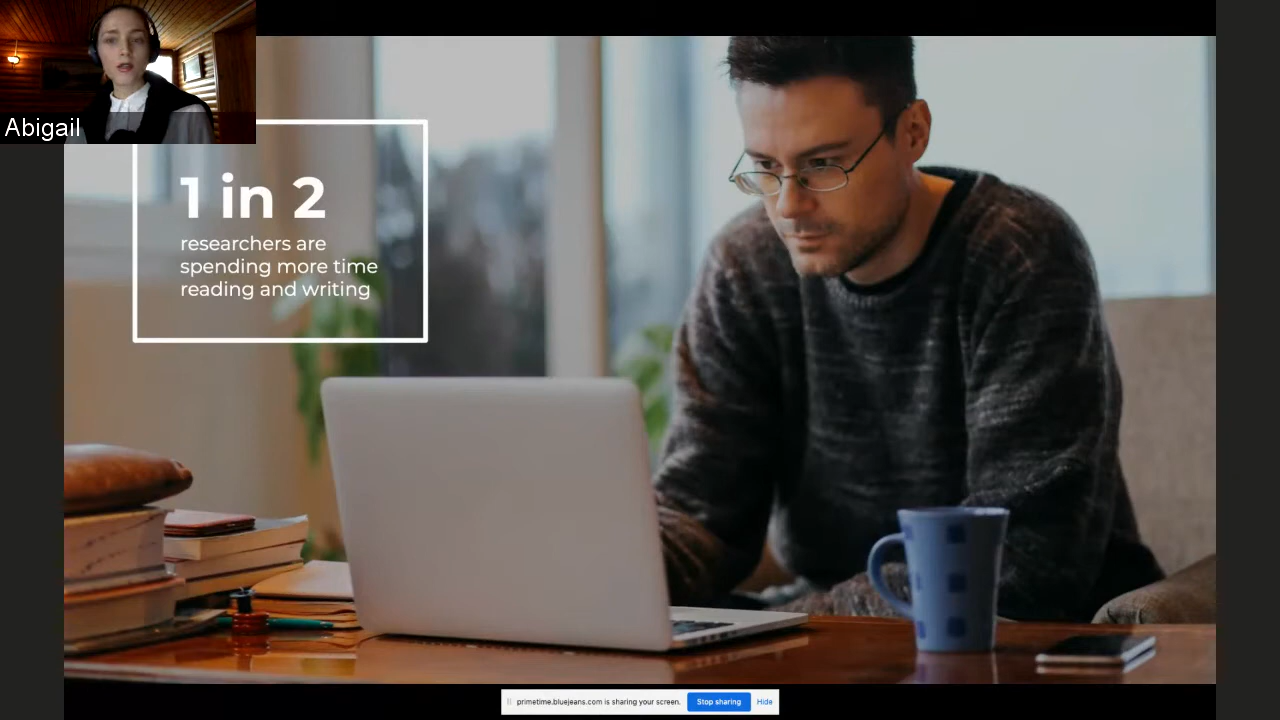 Abigail
1 in 2
researchers are
spending more time
reading and writing
primetime.bluejeans.com is sharing your screen. Stop sharing Hide